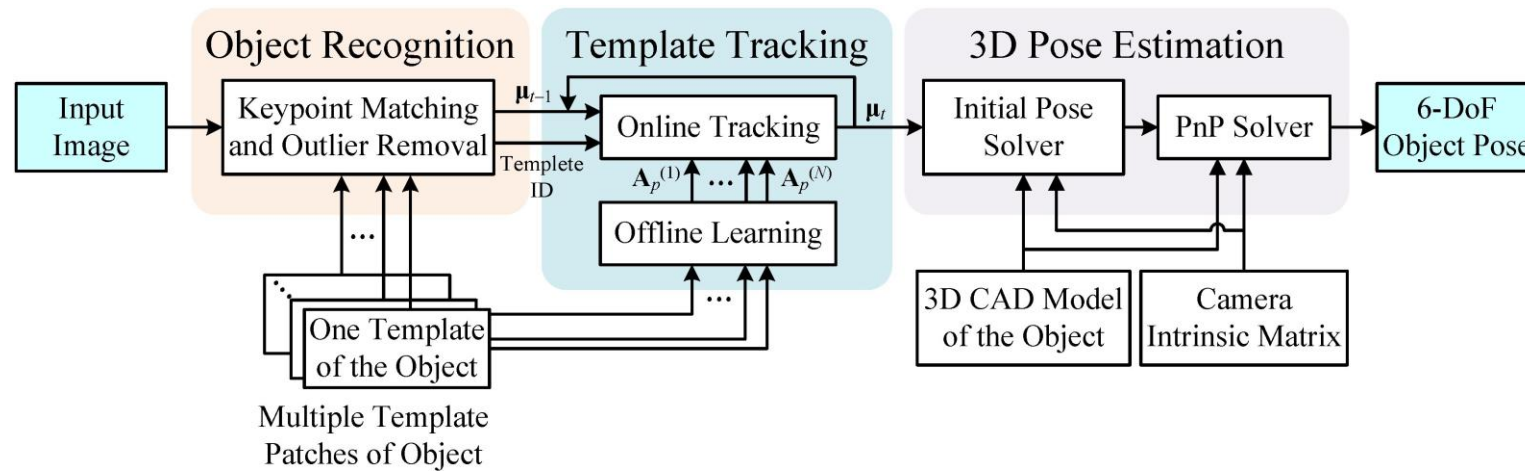 Object Recognition
Template Tracking
3D Pose Estimation
Input
Image
Keypoint Matching
and Outlier Removal
μt−1
Templete
ID
Online Tracking
μt
Initial Pose
Solver
PnP Solver
6-DoF
Object Pose
Ap(1)
...
Ap(N)
Offline Learning
...
...
...
One Template
of the Object
3D CAD Model
of the Object
Camera
Intrinsic Matrix
Multiple Template
Patches of Object